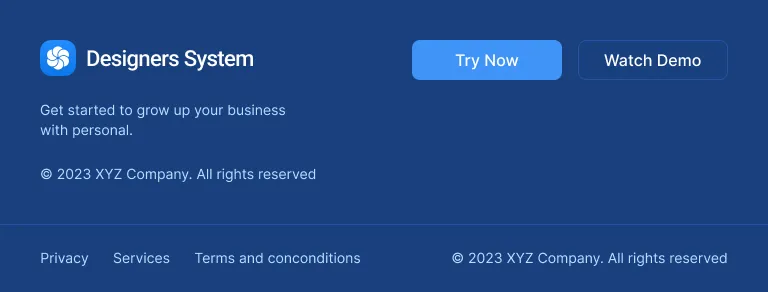 Designers System
Try Now
Watch Demo
Get started to grow up your business
with personal.
© 2023 XYZ Company. All rights reserved
Privacy
Services
Terms and conconditions
© 2023 XYZ Company. All rights reserved